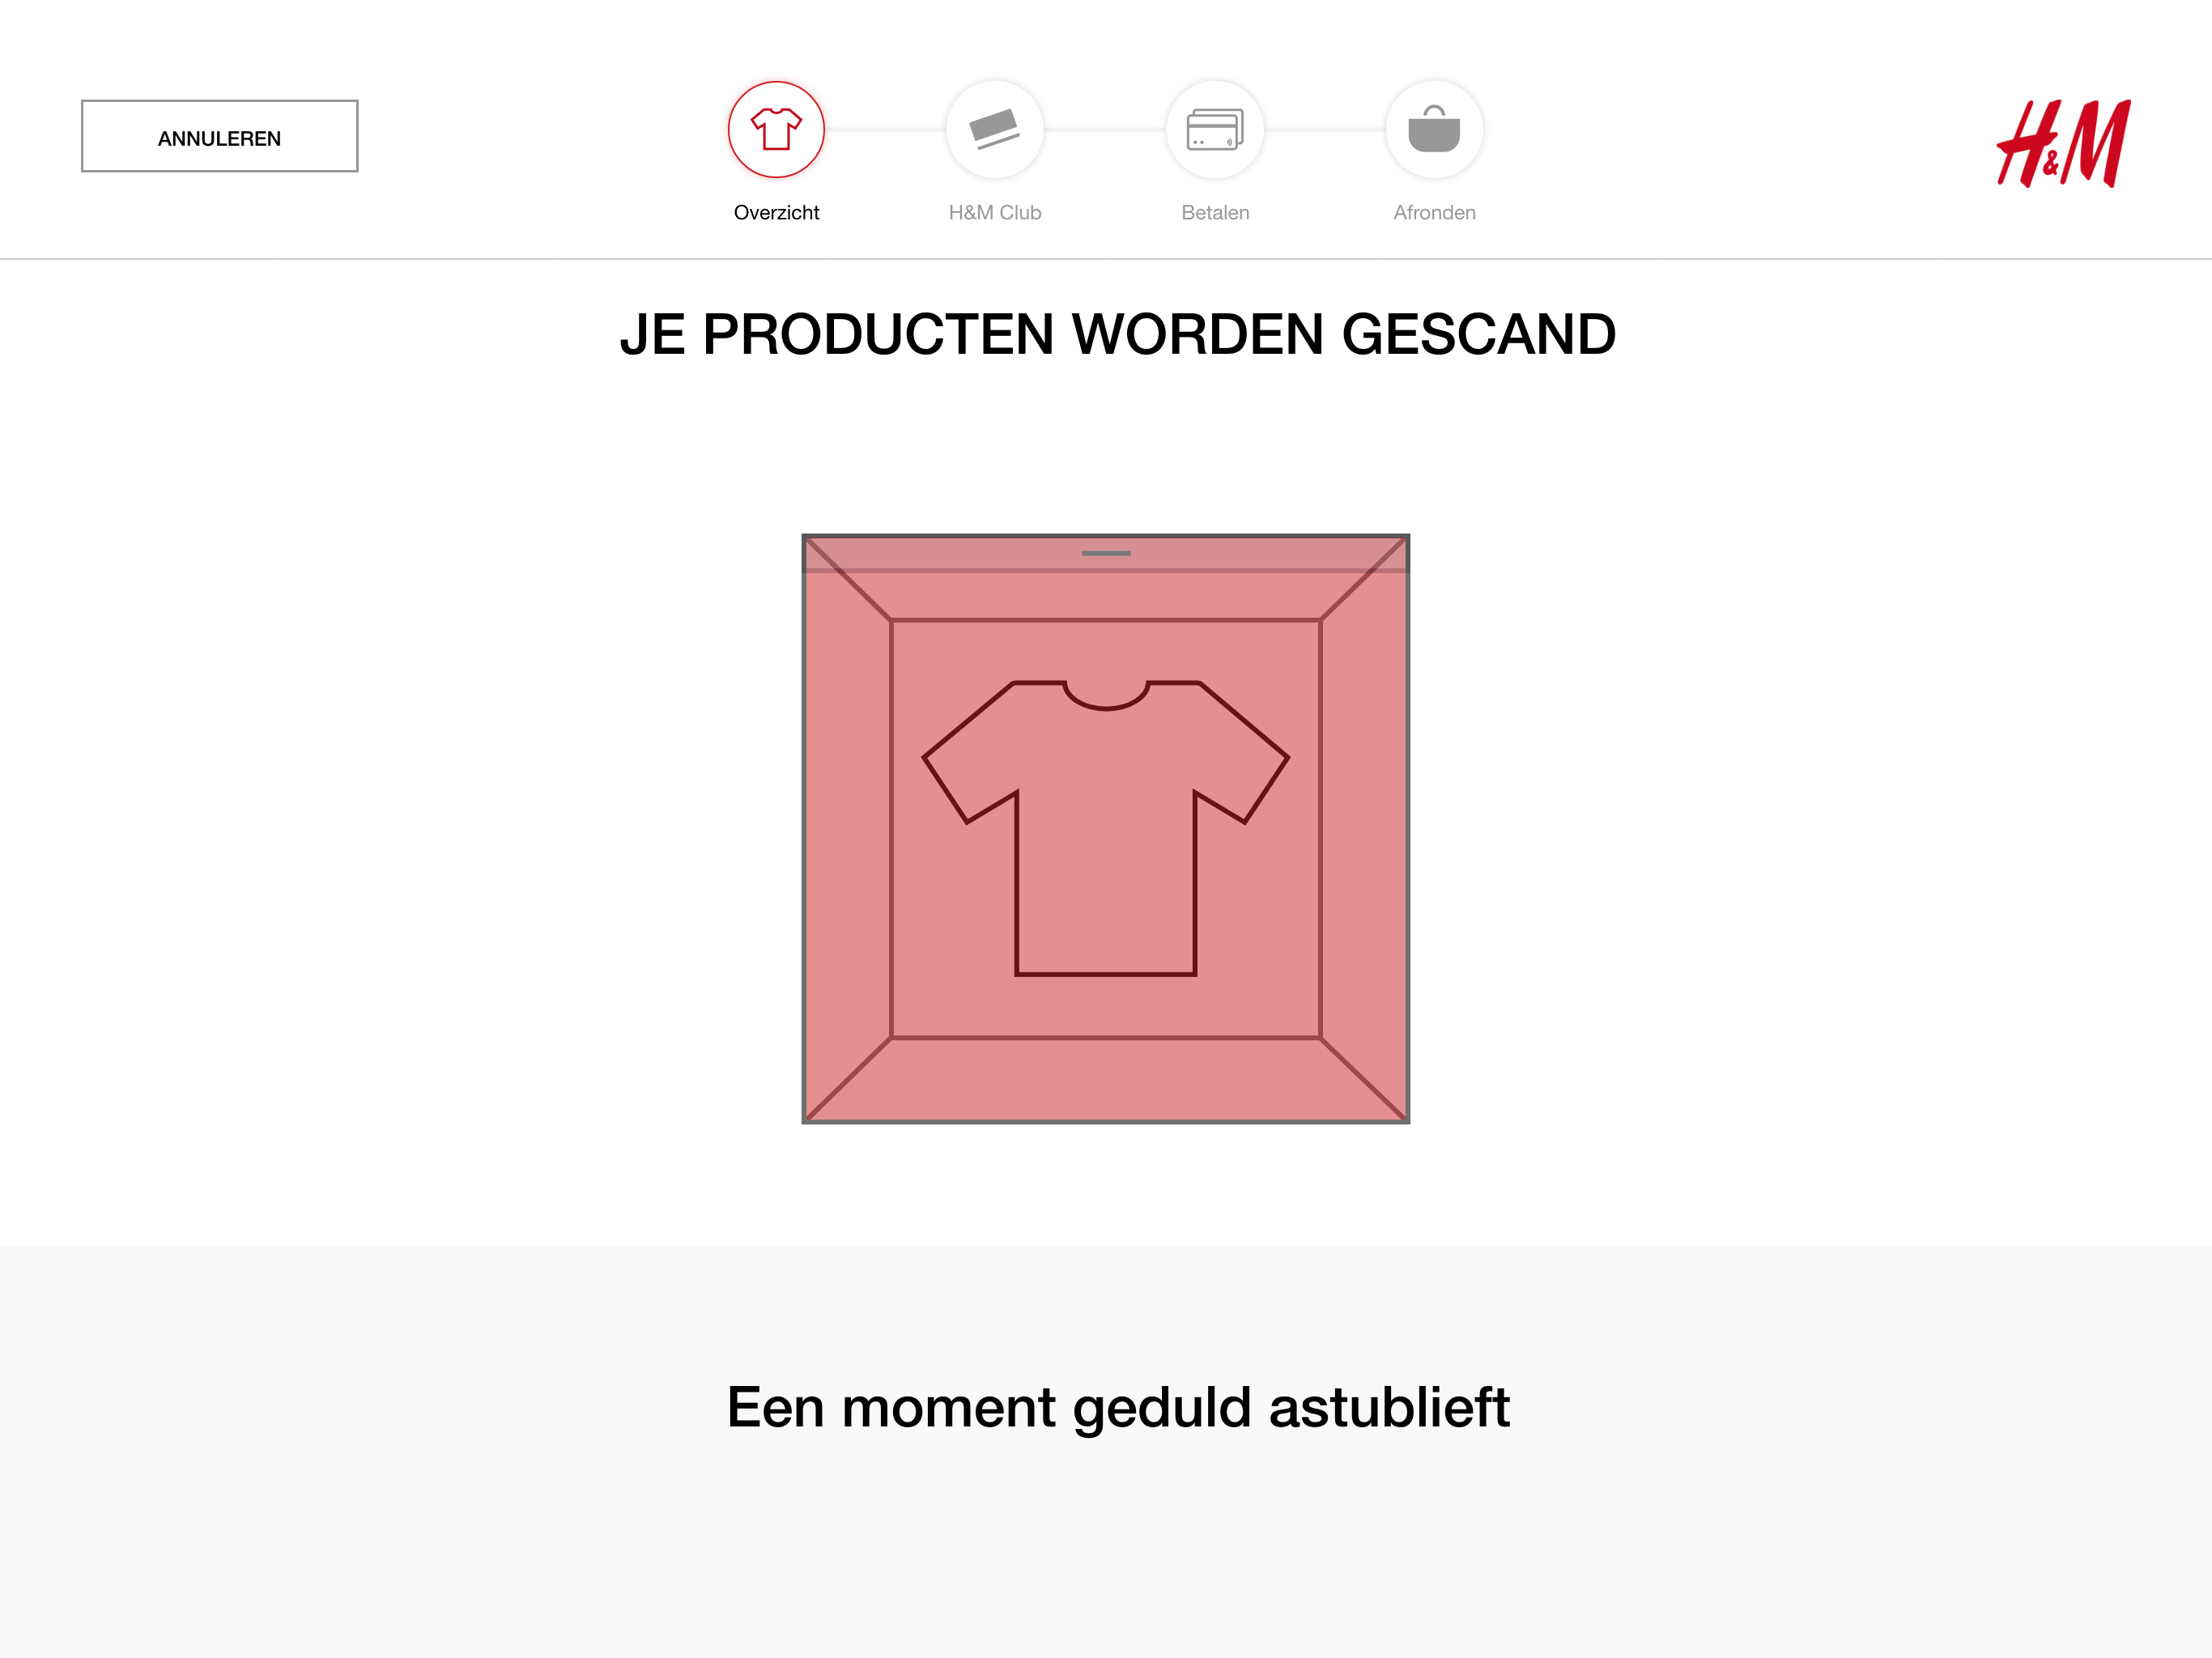 ANNULEREN
Overzicht
H&M Club
Betalen
Afronden
H&M
JE PRODUCTEN WORDEN GESCAND
Een moment geduld astublieft